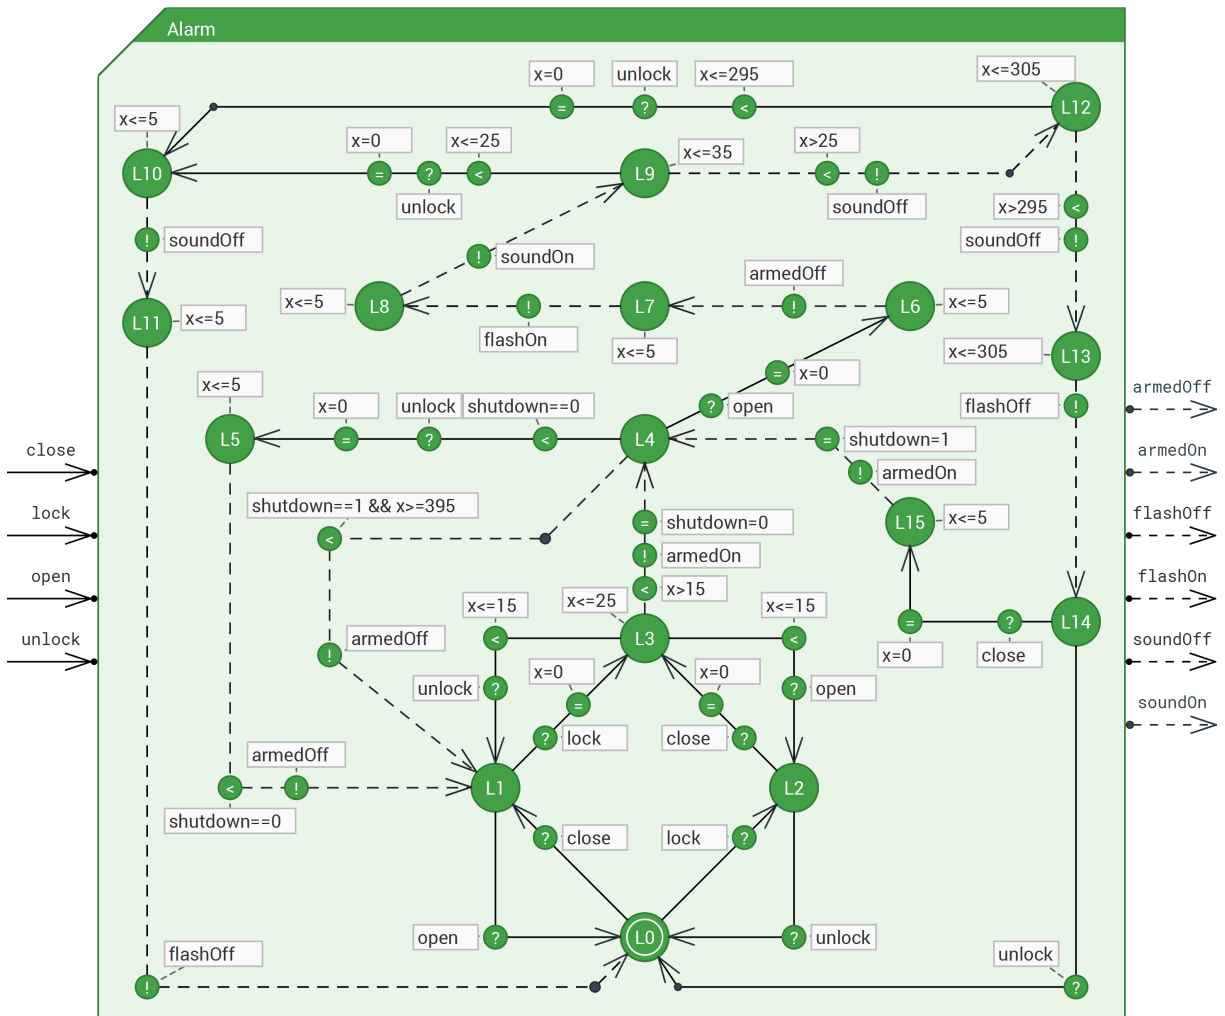 Alarm
x=0
unlock
x<=295
x<=305
= ? <
L12
x<=5
x=0
x<=25
x>25
x<=35
L10
= ? <
L9
< !
unlock
soundOff
x>295
<
! soundOff
soundOff !
! soundOn
armedOff
x<=5
L8
!
L7
!
L6
x<=5
L11
x<=5
flashOn
x<=5
x<=305
L13
= x=0
x<=5
x=0
unlock
shutdown==0
? open
flashOff !
armedOff
close
L5
= ? <
L4
= shutdown=1
armedOn
! armedOn
shutdown==1 && x>=395
lock
<
= shutdown=0
L15
x<=5
flashOff
! armedOn
open
< x>15
flashOn
x<=15
x<=25
x<=15
unlock
! armedOff
<
L3
<
= ?
L14
soundOff
x=0
x=0
x=0
close
unlock ?
= =
? open
soundOn
? lock
close ?
armedOff
< !
L1
L2
shutdown==0
? close
lock ?
open ?
L0
? unlock
flashOff
unlock
!
?